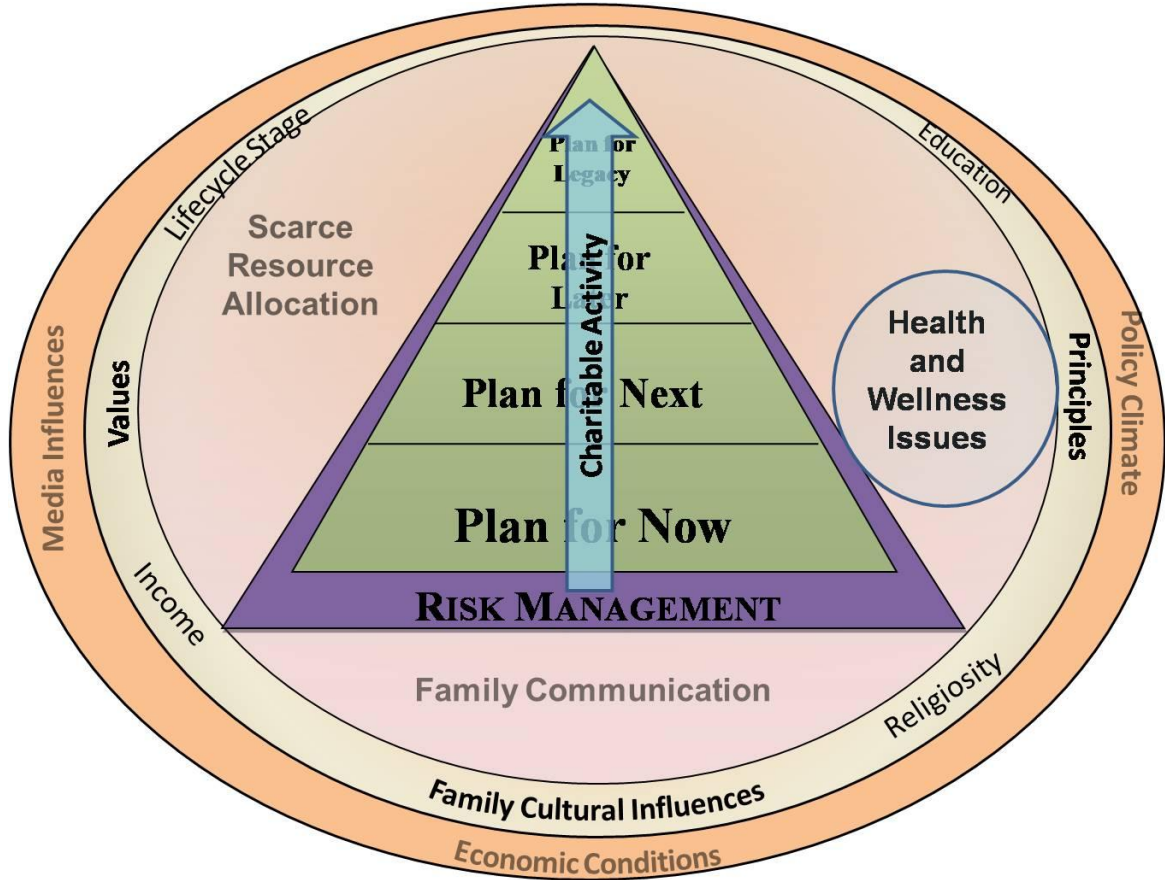 Lifecycle Stage
Education
Plan for
Legacy
Scarce
Resource
Allocation
Plan for
Later
Charitable Activity
Health
and
Wellness
Issues
Media Influences
Values
Principles
Policy Climate
Plan for Next
Plan for Now
Income
RISK MANAGEMENT
Family Communication
Religiosity
Family Cultural Influences
Economic Conditions